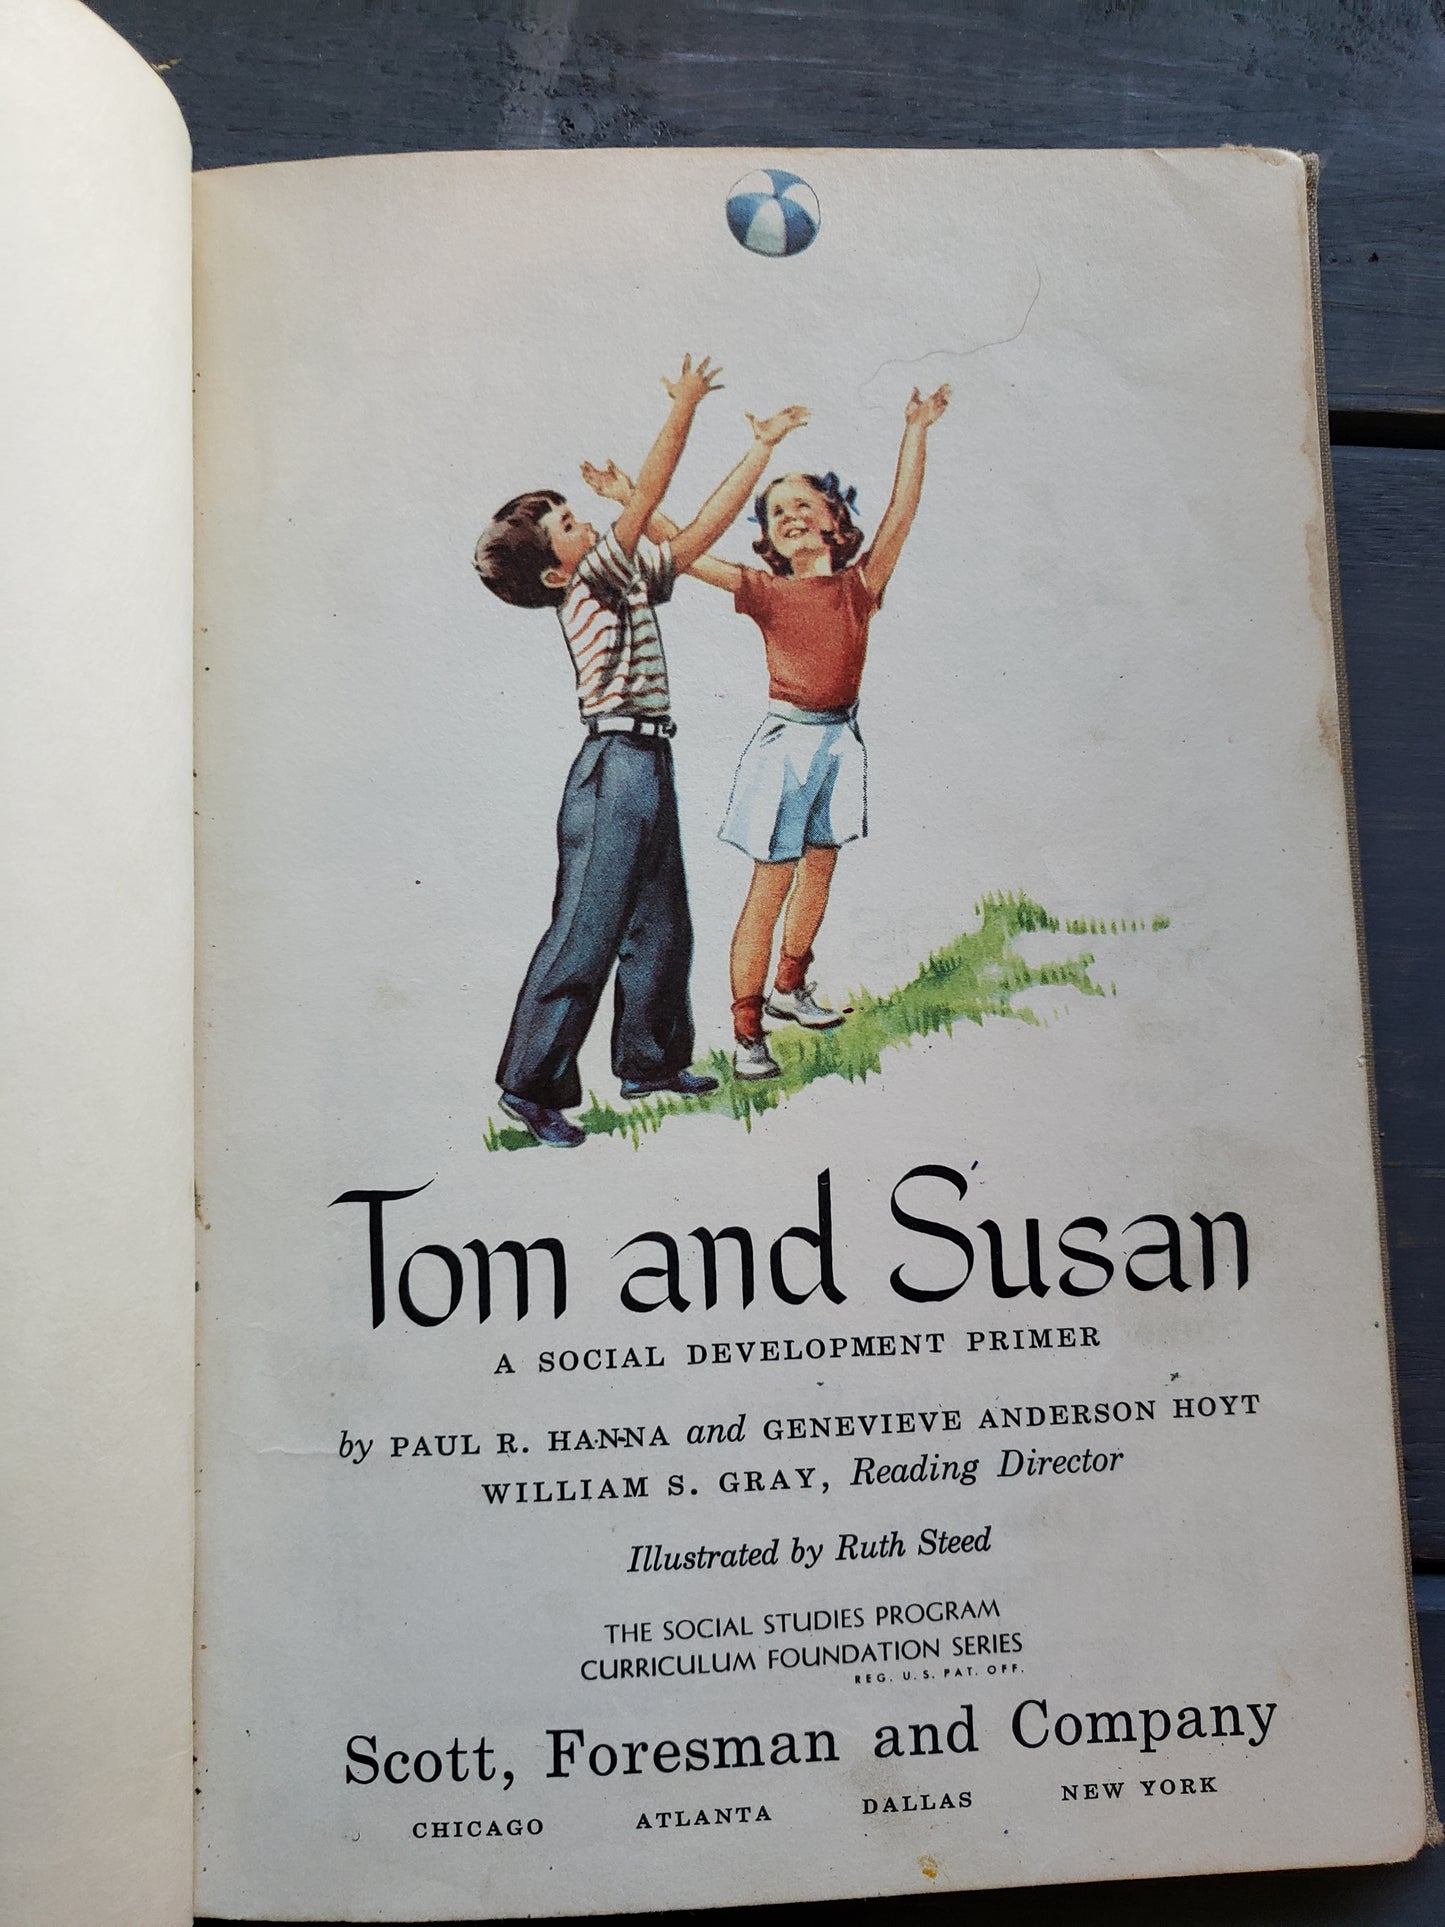 Tom and Susan
A SOCIAL DEVELOPMENT PRIMER
by PAUL R. HANNA and GENEVIEVE ANDERSON HOYT
WILLIAM S. GRAY, Reading Director
Illustrated by Ruth Steed
THE SOCIAL STUDIES PROGRAM
CURRICULUM FOUNDATION SERIES
REG. U. S. PAT. OFF.
Scott, Foresman and Company
CHICAGO ATLANTA DALLAS NEW YORK